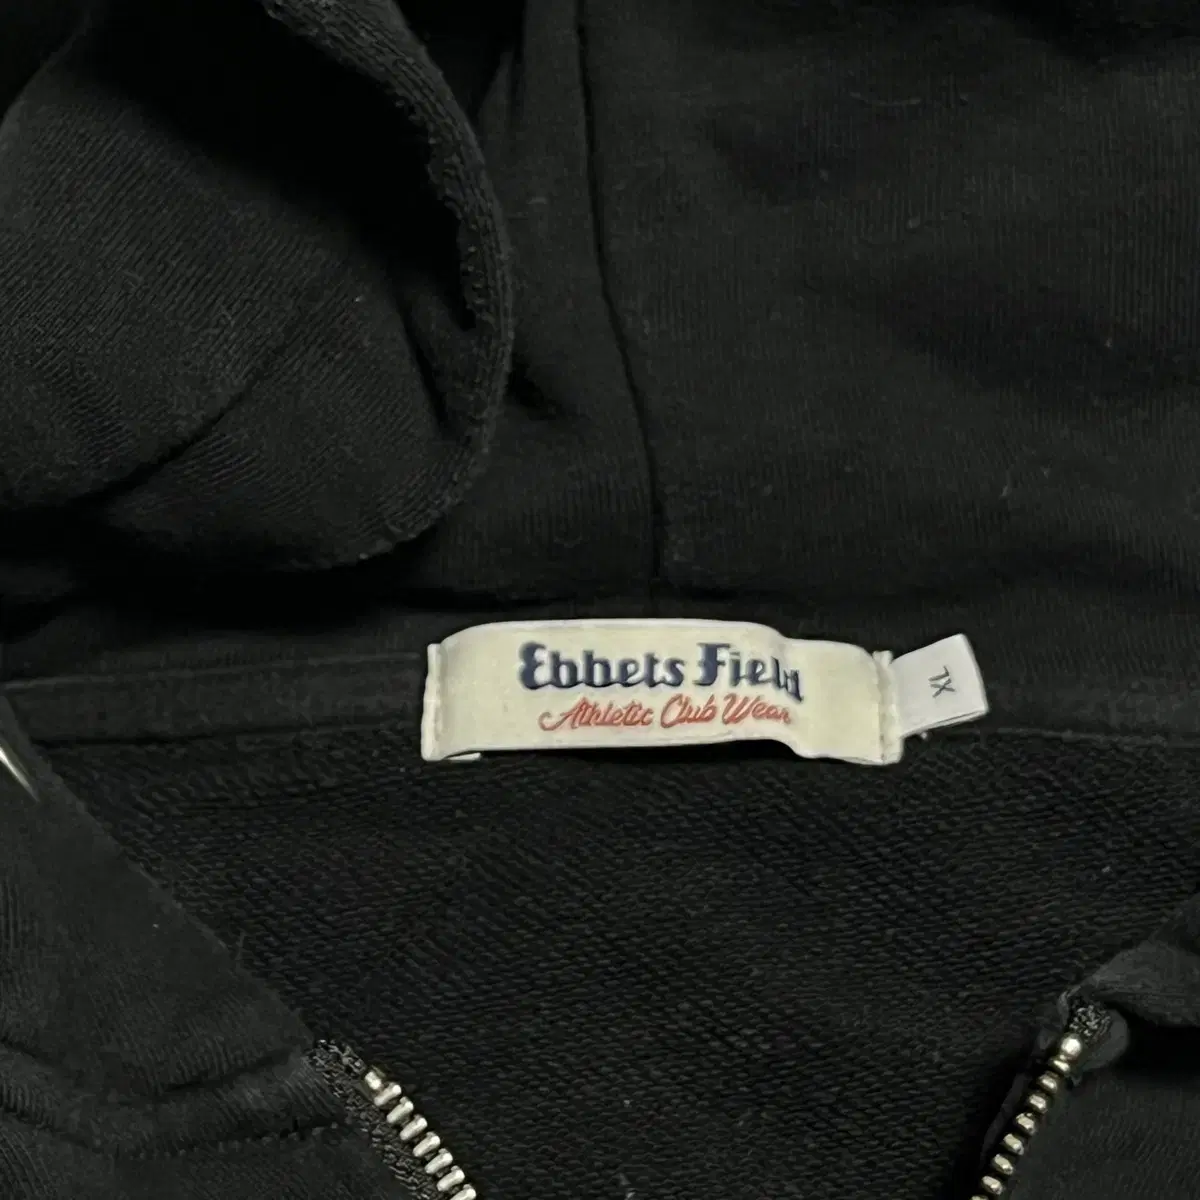 Ebbets Field
Athletic Club Wear
XL